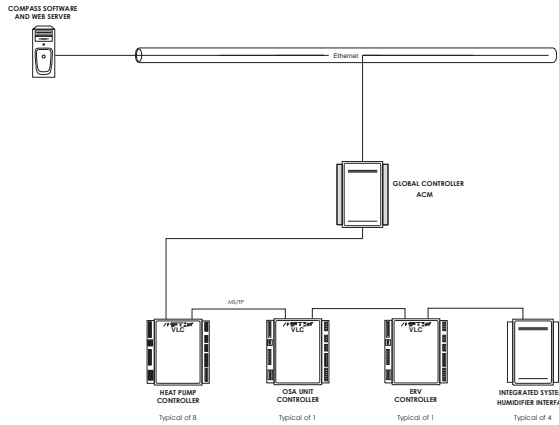 COMPASS SOFTWARE
AND WEB SERVER
Ethernet
GLOBAL CONTROLLER
ACM
MS/TP
VLC
VLC
VLC
HEAT PUMP
CONTROLLER
OSA UNIT
CONTROLLER
ERV
CONTROLLER
INTEGRATED SYSTE
HUMIDIFIER INTERFA
Typical of 8
Typical of 1
Typical of 1
Typical of 4